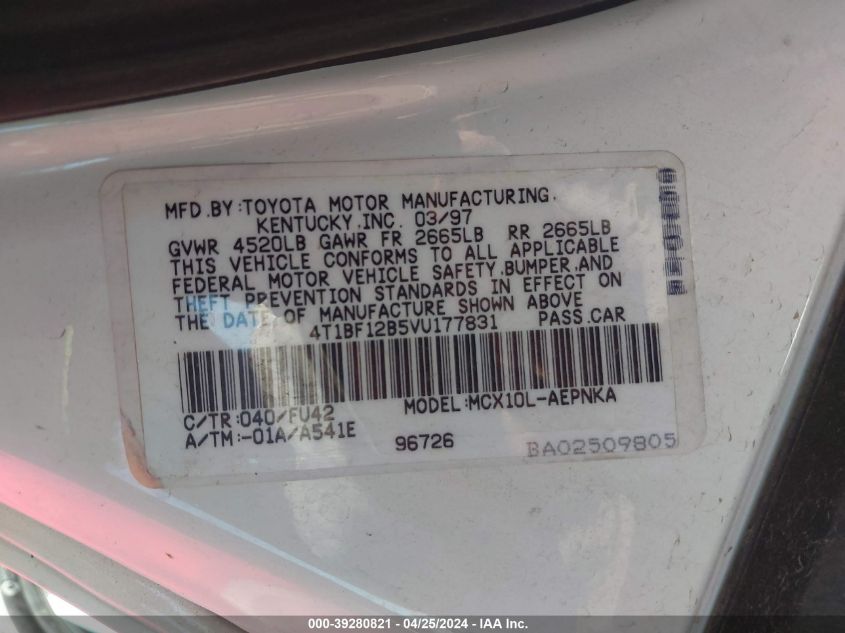 MFD.BY:TOYOTA MOTOR MANUFACTURING,
KENTUCKY,INC. 03/97
GVWR 4520LB GAWR FR 2665LB RR 2665LB
THIS VEHICLE CONFORMS TO ALL APPLICABLE
FEDERAL MOTOR VEHICLE SAFETY,BUMPER,AND
THEFT PREVENTION STANDARDS IN EFFECT ON
THE DATE OF MANUFACTURE SHOWN ABOVE
4T1BF12B5VU177831 PASS.CAR
C/TR:040/FU42 MODEL:MCX10L-AEPNKA
A/TM:-01A/A541E 96726 BA02509805
000-39280821 | 04/25/2024 | IAA, Inc.